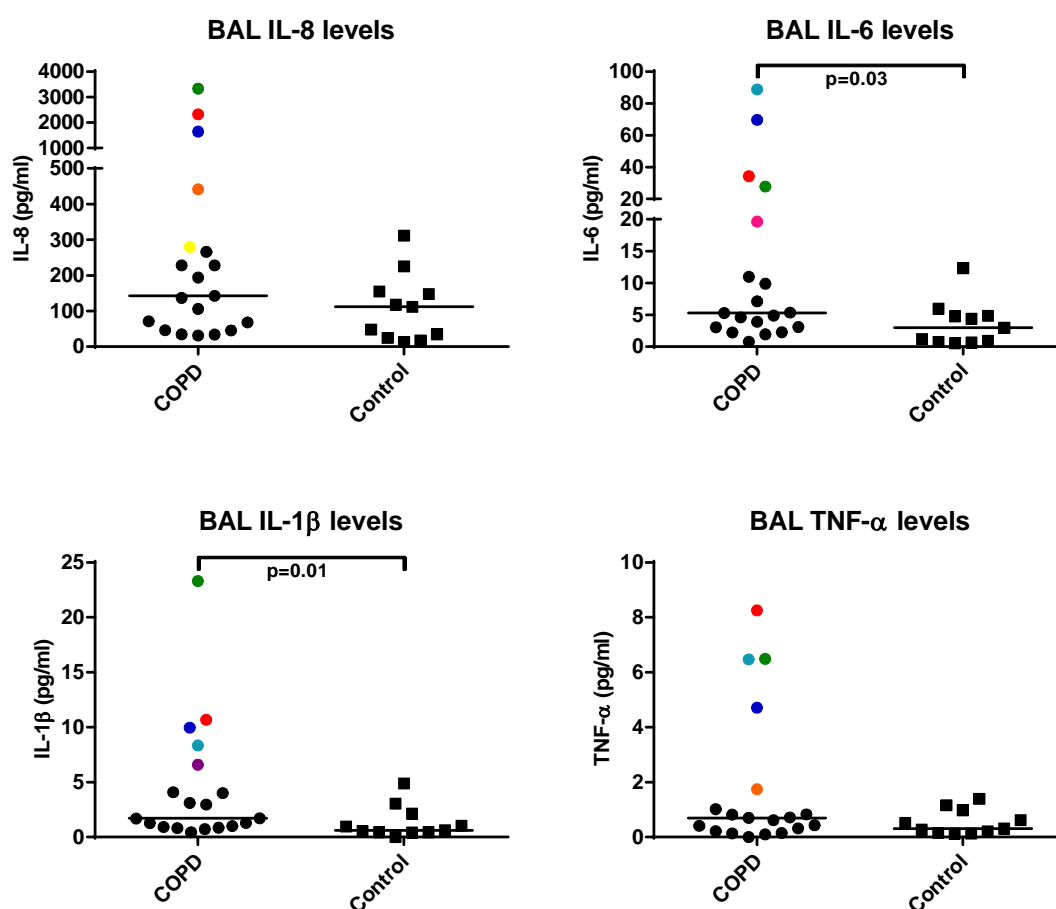 BAL IL-8 levels
4000
3000
2000
1000
500
400
300
200
100
0
IL-8 (pg/ml)
COPD
Control
BAL IL-6 levels
p=0.03
100
80
60
40
20
20
15
10
5
0
IL-6 (pg/ml)
COPD
Control
BAL IL-1β levels
p=0.01
25
20
15
10
5
0
IL-1β (pg/ml)
COPD
Control
BAL TNF-α levels
10
8
6
4
2
0
TNF-α (pg/ml)
COPD
Control